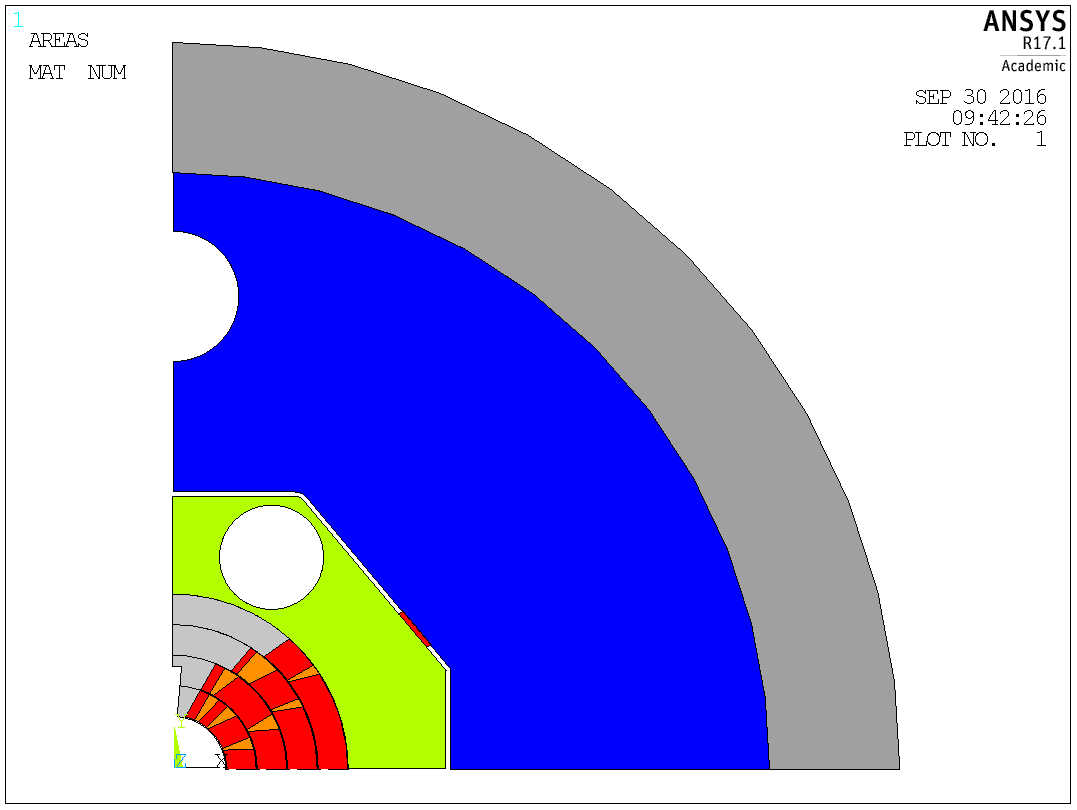 1
AREAS
MAT NUM
ANSYS
R17.1
Academic
SEP 30 2016
09:42:26
PLOT NO. 1
Y
Z X